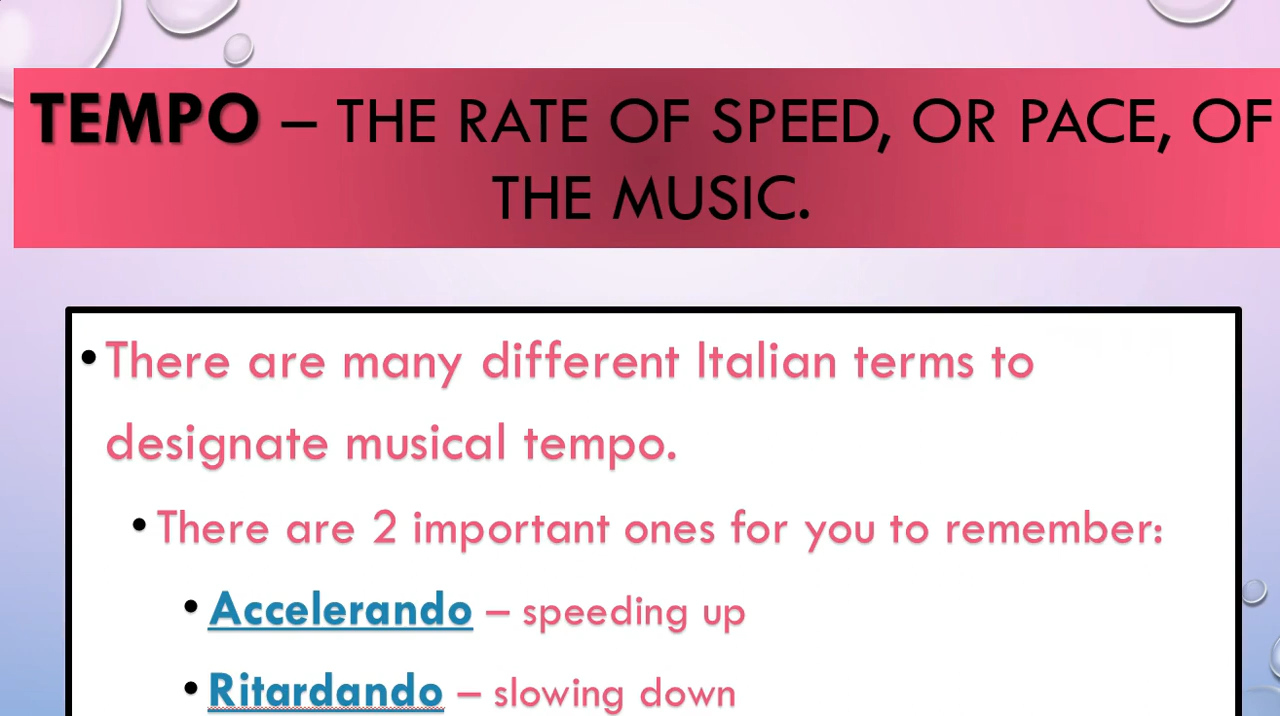 TEMPO – THE RATE OF SPEED, OR PACE, OF
THE MUSIC.
• There are many different Italian terms to
designate musical tempo.
• There are 2 important ones for you to remember:
• Accelerando – speeding up
• Ritardando – slowing down